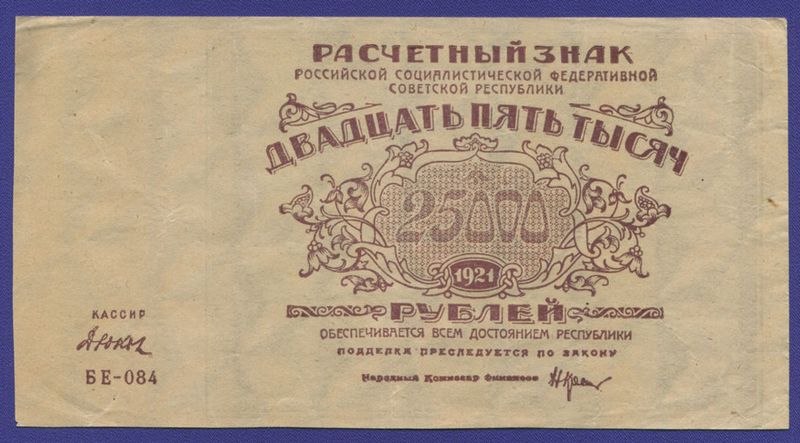 РАСЧЕТНЫЙ ЗНАК
РОССИЙСКОЙ СОЦИАЛИСТИЧЕСКОЙ ФЕДЕРАТИВНОЙ
СОВЕТСКОЙ РЕСПУБЛИКИ
ДВАДЦАТЬ ПЯТЬ ТЫСЯЧ
25000
1921
РУБЛЕЙ
ОБЕСПЕЧИВАЕТСЯ ВСЕМ ДОСТОЯНИЕМ РЕСПУБЛИКИ
ПОДДЕЛКА ПРЕСЛЕДУЕТСЯ ПО ЗАКОНУ
Народный Комиссар Финансов
КАССИР
БЕ-084